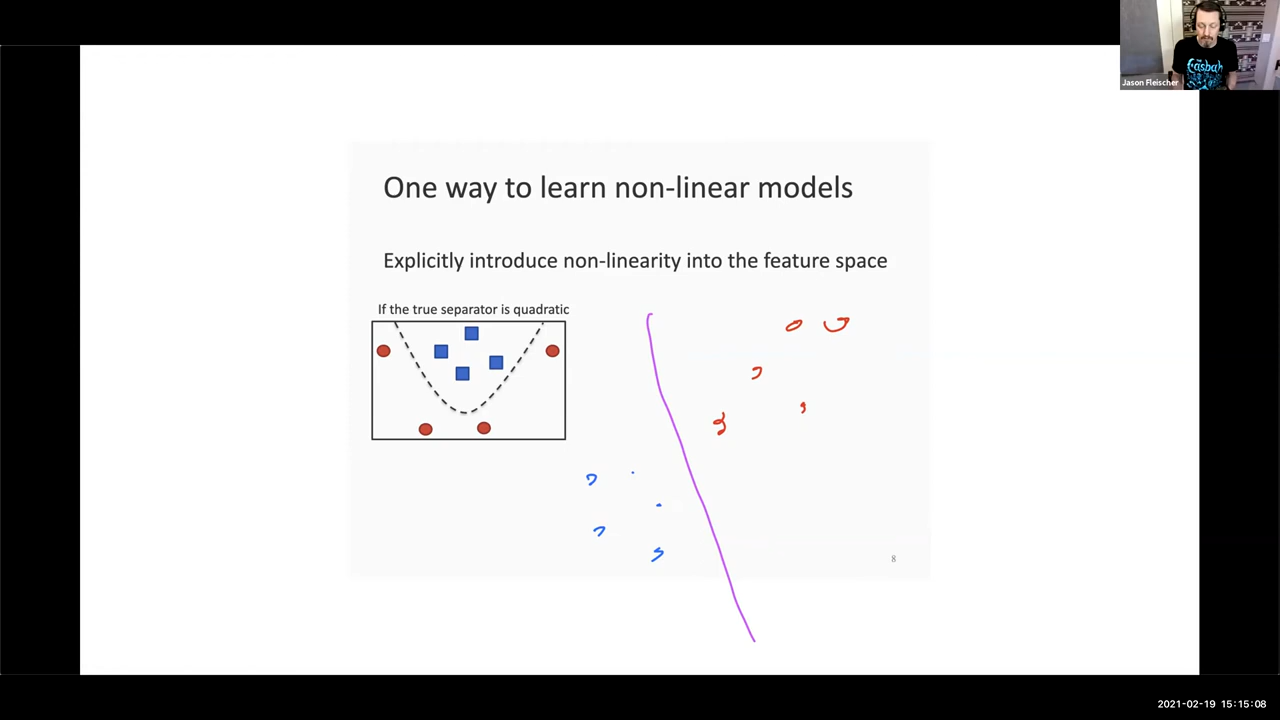 Casbah
Jason Fleischer
One way to learn non-linear models
Explicitly introduce non-linearity into the feature space
If the true separator is quadratic
8
2021-02-19 15:15:08